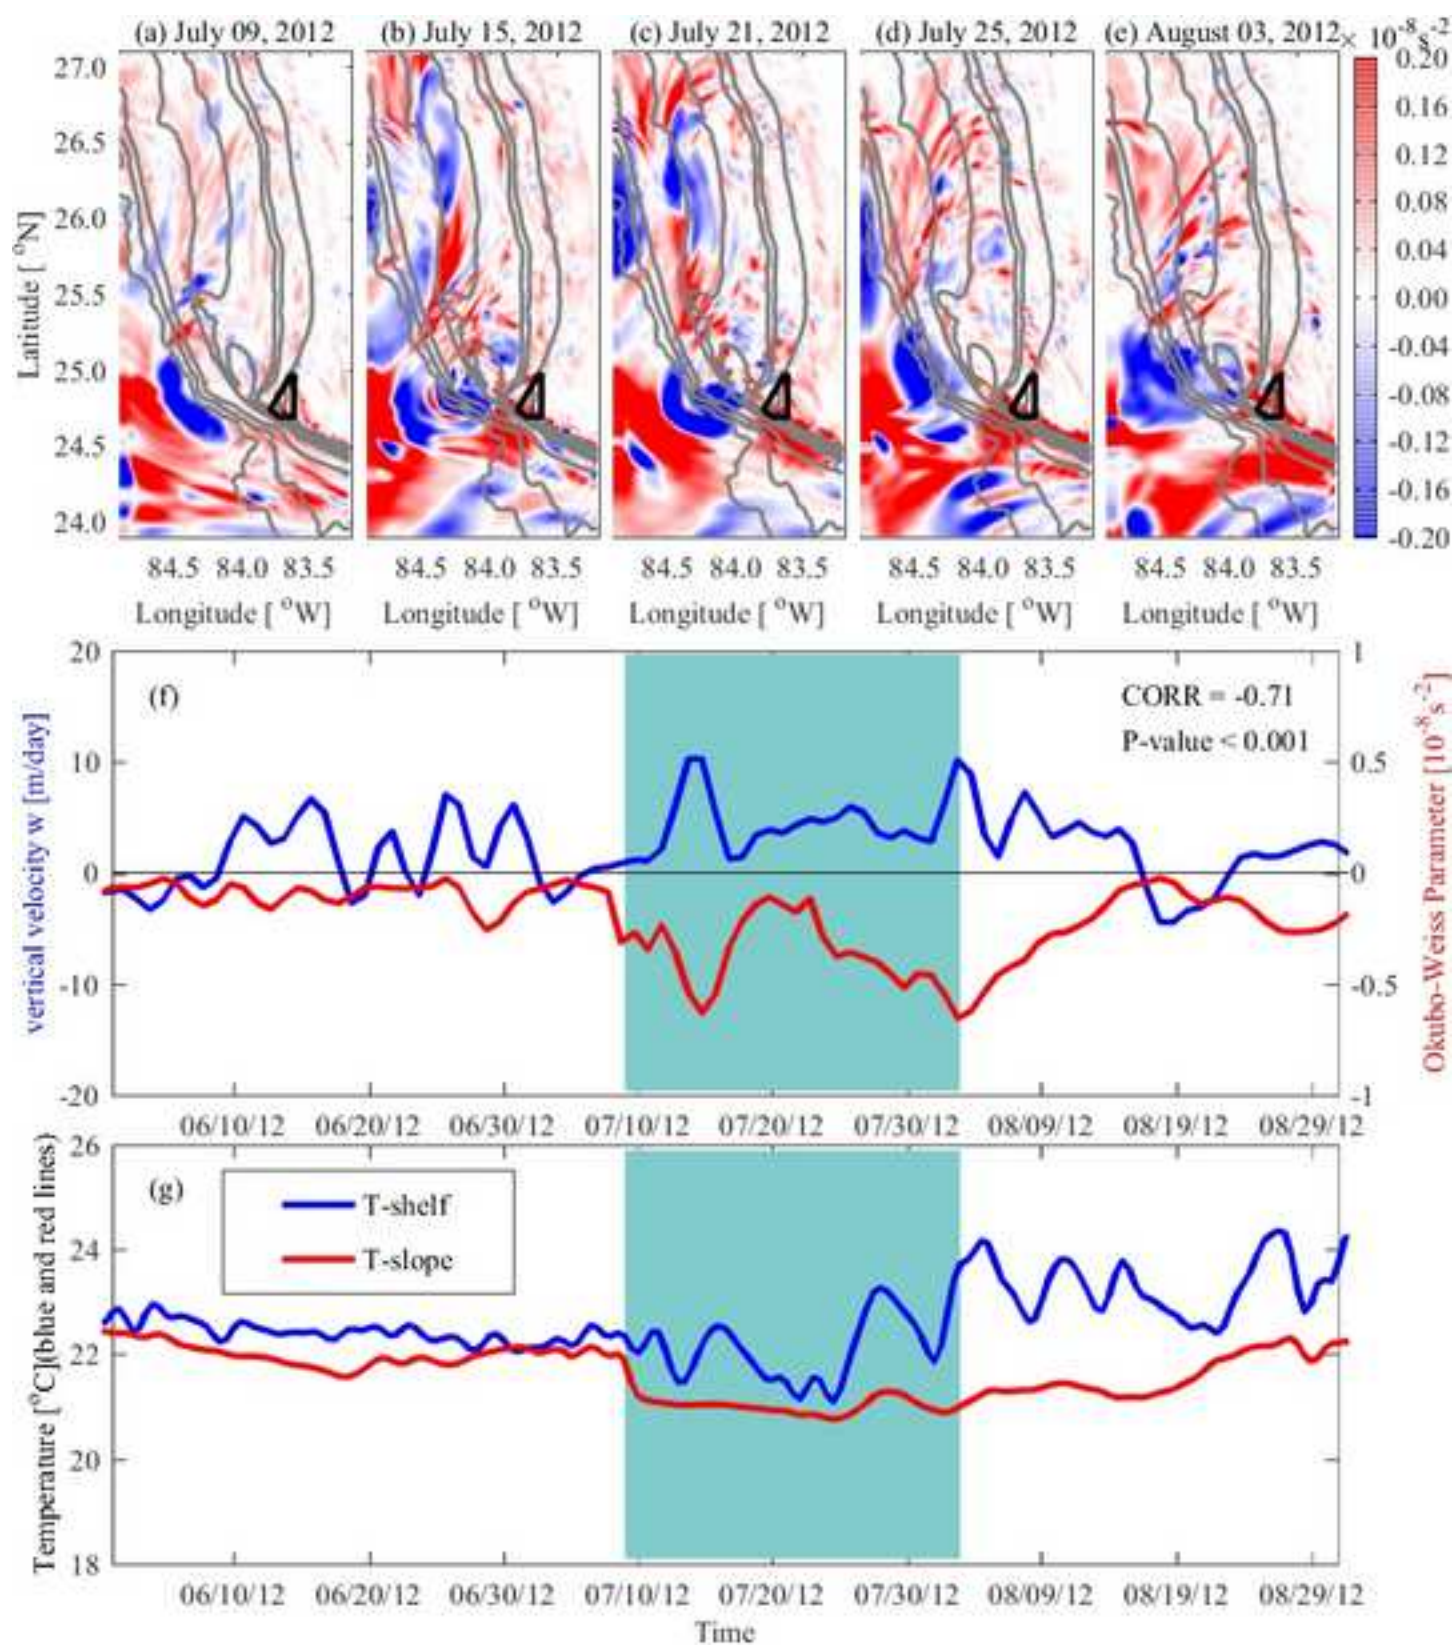 (a) July 09, 2012 (b) July 15, 2012 (c) July 21, 2012 (d) July 25, 2012 (e) August 03, 2012 × 10⁻⁸s⁻²
27.0
26.5
26.0
25.5
25.0
24.5
24.0
Latitude [ °N]
0.20
0.16
0.12
0.08
0.04
0.00
-0.04
-0.08
-0.12
-0.16
-0.20
84.5 84.0 83.5 84.5 84.0 83.5 84.5 84.0 83.5 84.5 84.0 83.5 84.5 84.0 83.5
Longitude [ °W] Longitude [ °W] Longitude [ °W] Longitude [ °W] Longitude [ °W]
(f)
CORR = -0.71
P-value < 0.001
20
10
0
-10
-20
vertical velocity w [m/day]
1
0.5
0
-0.5
-1
Okubo-Weiss Parameter [10⁻⁸s⁻²]
06/10/12 06/20/12 06/30/12 07/10/12 07/20/12 07/30/12 08/09/12 08/19/12 08/29/12
(g)
T-shelf
T-slope
26
24
22
20
18
Temperature [°C](blue and red lines)
06/10/12 06/20/12 06/30/12 07/10/12 07/20/12 07/30/12 08/09/12 08/19/12 08/29/12
Time